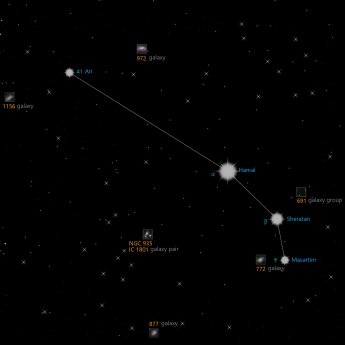 972 galaxy
41 Ari
1156 galaxy
α Hamal
691 galaxy group
β Sheratan
NGC 935
IC 1801 galaxy pair
γ Mesartim
772 galaxy
877 galaxy